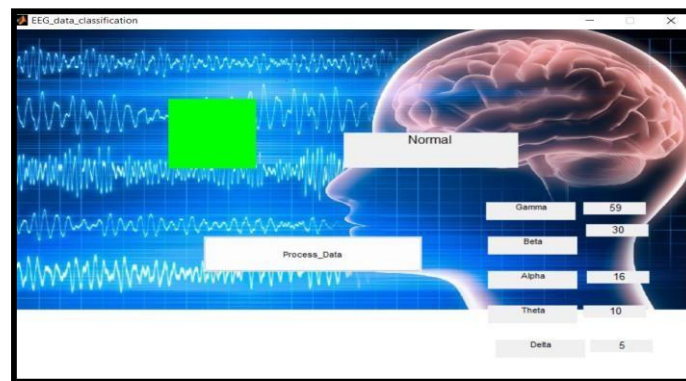 EEG_data_classification
Normal
Gamma 59
30
Beta
Process_Data
Alpha 16
Theta 10
Delta 5